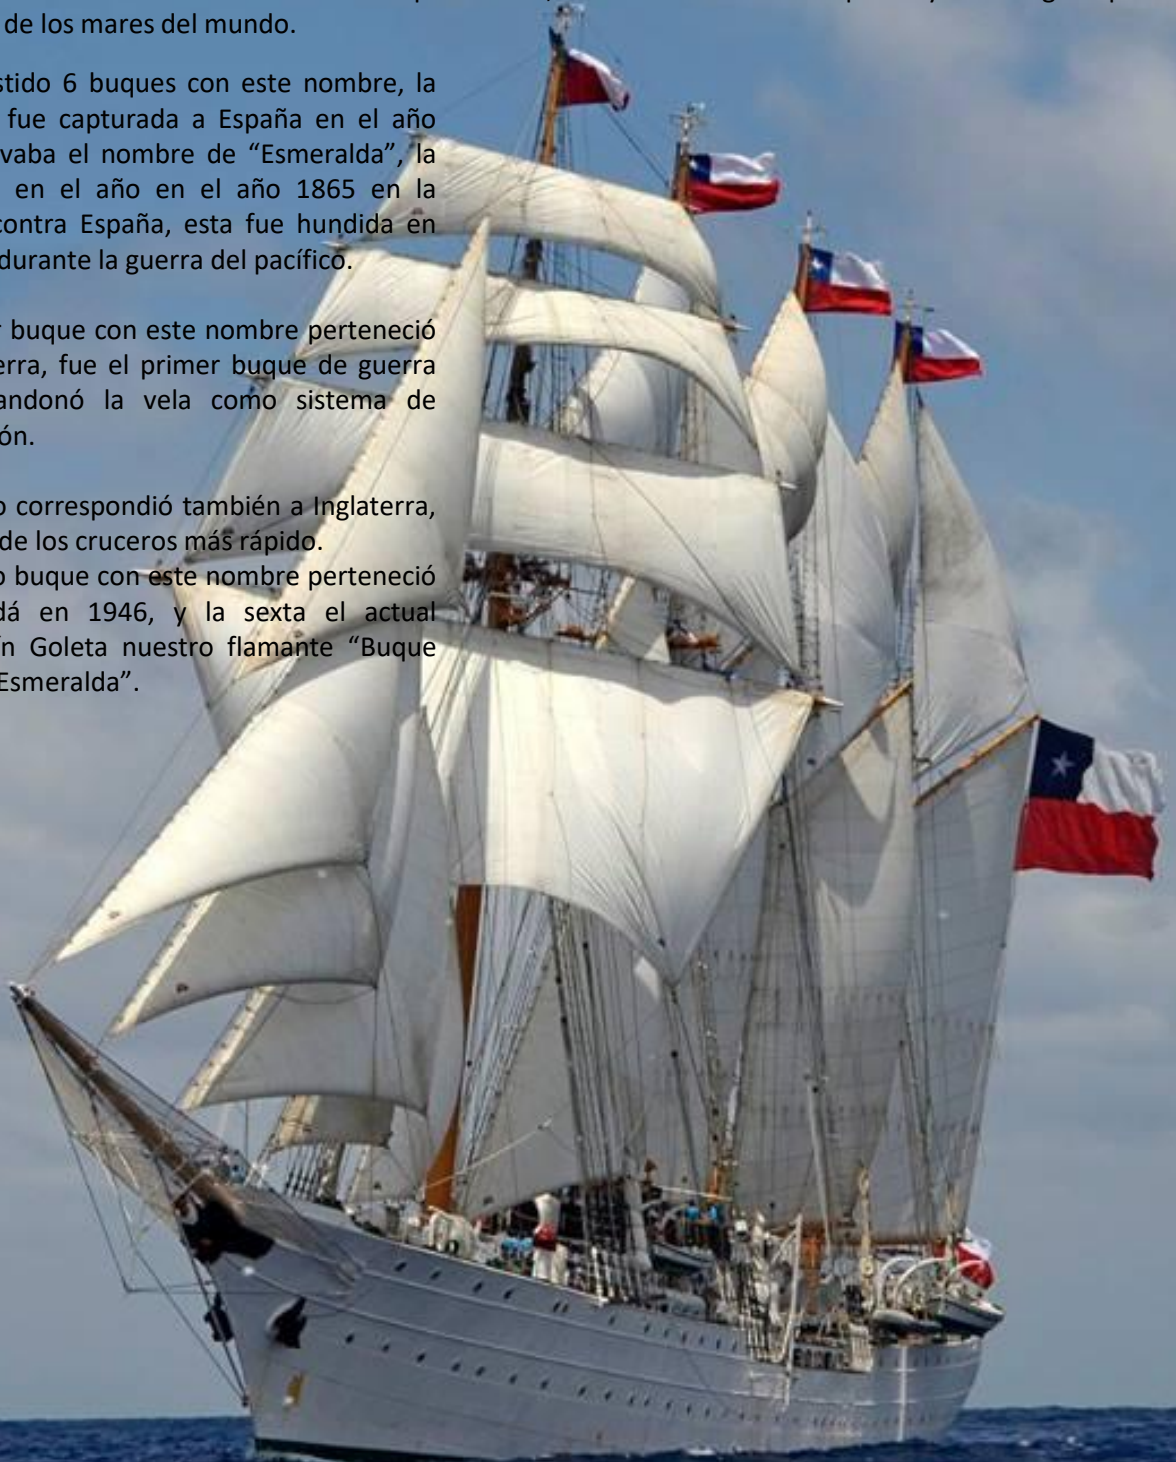 de los mares del mundo.
stido 6 buques con este nombre, la
fue capturada a España en el año
vaba el nombre de “Esmeralda”, la
en el año en el año 1865 en la
contra España, esta fue hundida en
durante la guerra del pacífico.
r buque con este nombre perteneció
erra, fue el primer buque de guerra
andonó la vela como sistema de
ón.
o correspondió también a Inglaterra,
de los cruceros más rápido.
o buque con este nombre perteneció
dá en 1946, y la sexta el actual
ín Goleta nuestro flamante “Buque
Esmeralda”.